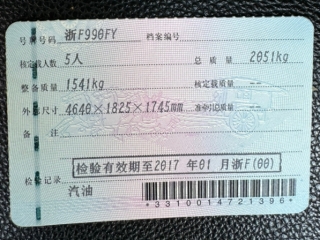 号牌号码 浙F990FY 档案编号
核定载人数 5人 总质量 2051kg
整备质量 1541kg 核定载质量
外廓尺寸 4640×1825×1745mm 准牵引总质量
检验有效期至2017 年01 月浙F(00)
检验记录
汽油
*3310014721396*